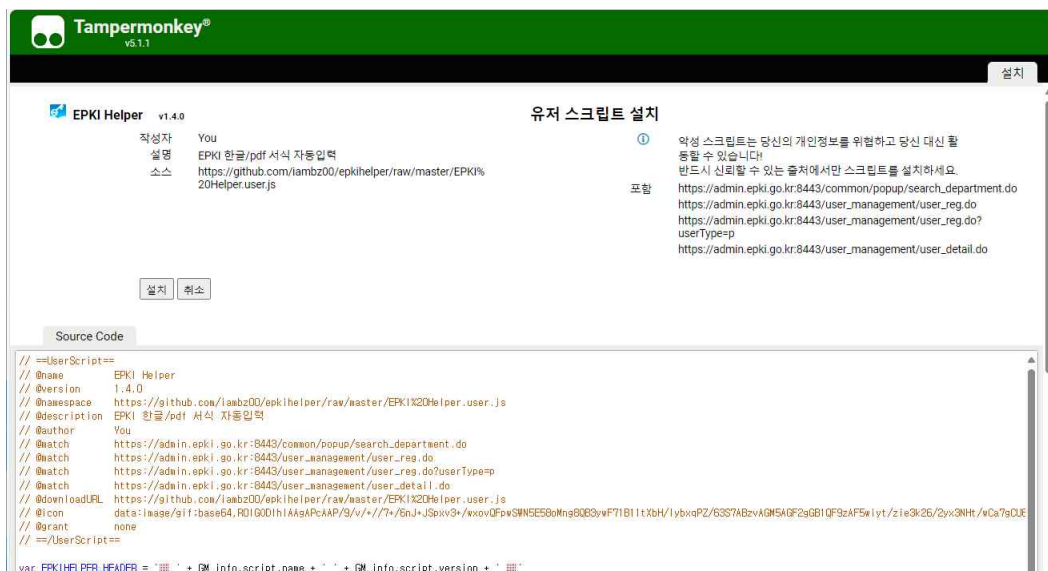 Tampermonkey®
v5.1.1
설치
EPKI Helper v1.4.0
작성자 You
설명 EPKI 한글/pdf 서식 자동입력
소스 https://github.com/iambz00/epkihelper/raw/master/EPKI%
20Helper.user.js
설치 취소
유저 스크립트 설치
악성 스크립트는 당신의 개인정보를 위협하고 당신 대신 활
동할 수 있습니다!
반드시 신뢰할 수 있는 출처에서만 스크립트를 설치하세요.
포함 https://admin.epki.go.kr:8443/common/popup/search_department.do
https://admin.epki.go.kr:8443/user_management/user_reg.do
https://admin.epki.go.kr:8443/user_management/user_reg.do?
userType=p
https://admin.epki.go.kr:8443/user_management/user_detail.do
Source Code
// ==UserScript==
// @name EPKI Helper
// @version 1.4.0
// @namespace https://github.com/iambz00/epkihelper/raw/master/EPKI%20Helper.user.js
// @description EPKI 한글/pdf 서식 자동입력
// @author You
// @match https://admin.epki.go.kr:8443/common/popup/search_department.do
// @match https://admin.epki.go.kr:8443/user_management/user_reg.do
// @match https://admin.epki.go.kr:8443/user_management/user_reg.do?userType=p
// @match https://admin.epki.go.kr:8443/user_management/user_detail.do
// @downloadURL https://github.com/iambz00/epkihelper/raw/master/EPKI%20Helper.user.js
// @icon data:image/gif;base64,
// @grant none
// ==/UserScript==
var EPKIHELPER_HEADER = + GM_info.script.name + ' ' + GM_info.script.version +